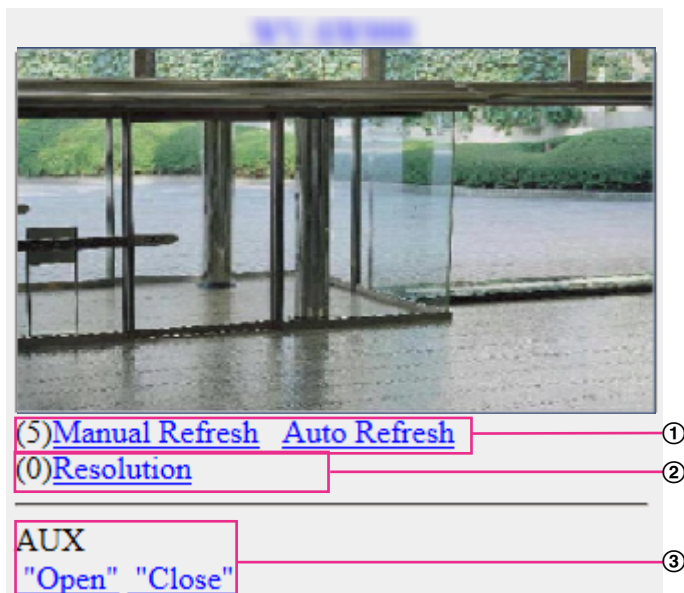 (5)Manual Refresh Auto Refresh
①
(0)Resolution
②
AUX
"Open" "Close"
③